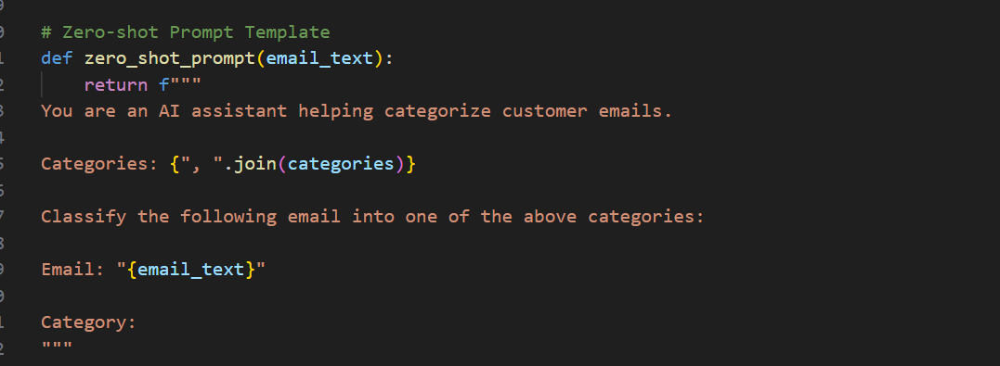 # Zero-shot Prompt Template
def zero_shot_prompt(email_text):
    return f"""
You are an AI assistant helping categorize customer emails.
Categories: {", ".join(categories)}
Classify the following email into one of the above categories:
Email: "{email_text}"
Category:
"""